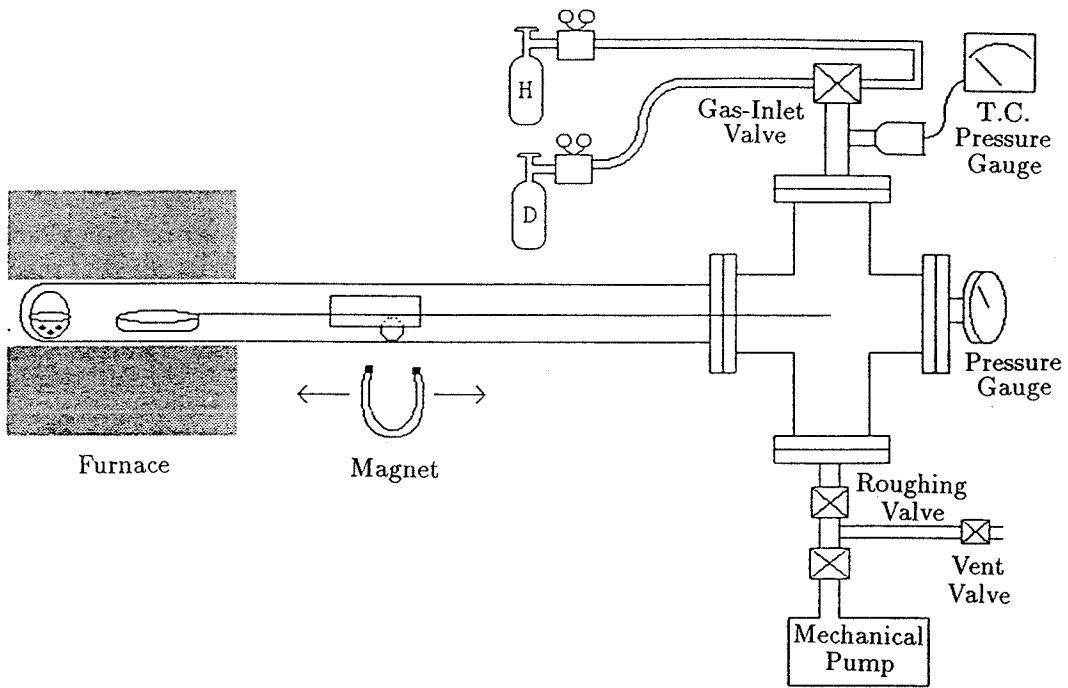 H
Gas-Inlet
Valve
T.C.
Pressure
Gauge
D
Pressure
Gauge
Furnace
Magnet
Roughing
Valve
Vent
Valve
Mechanical
Pump